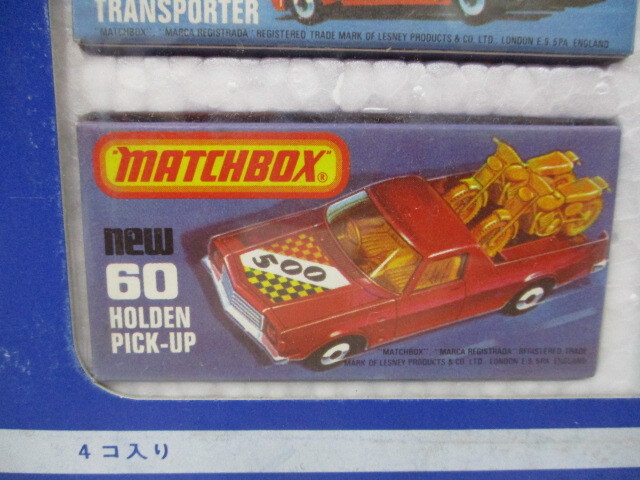 TRANSPORTER
"MATCHBOX" "MARCA REGISTRADA" REGISTERED TRADE MARK OF LESNEY PRODUCTS & CO. LTD., LONDON E.9 5PA ENGLAND
"MATCHBOX"®
new
60
HOLDEN
PICK-UP
500
"MATCHBOX" "MARCA REGISTRADA" REGISTERED TRADE
MARK OF LESNEY PRODUCTS & CO. LTD. LONDON E.9 5PA ENGLAND
4コ入り